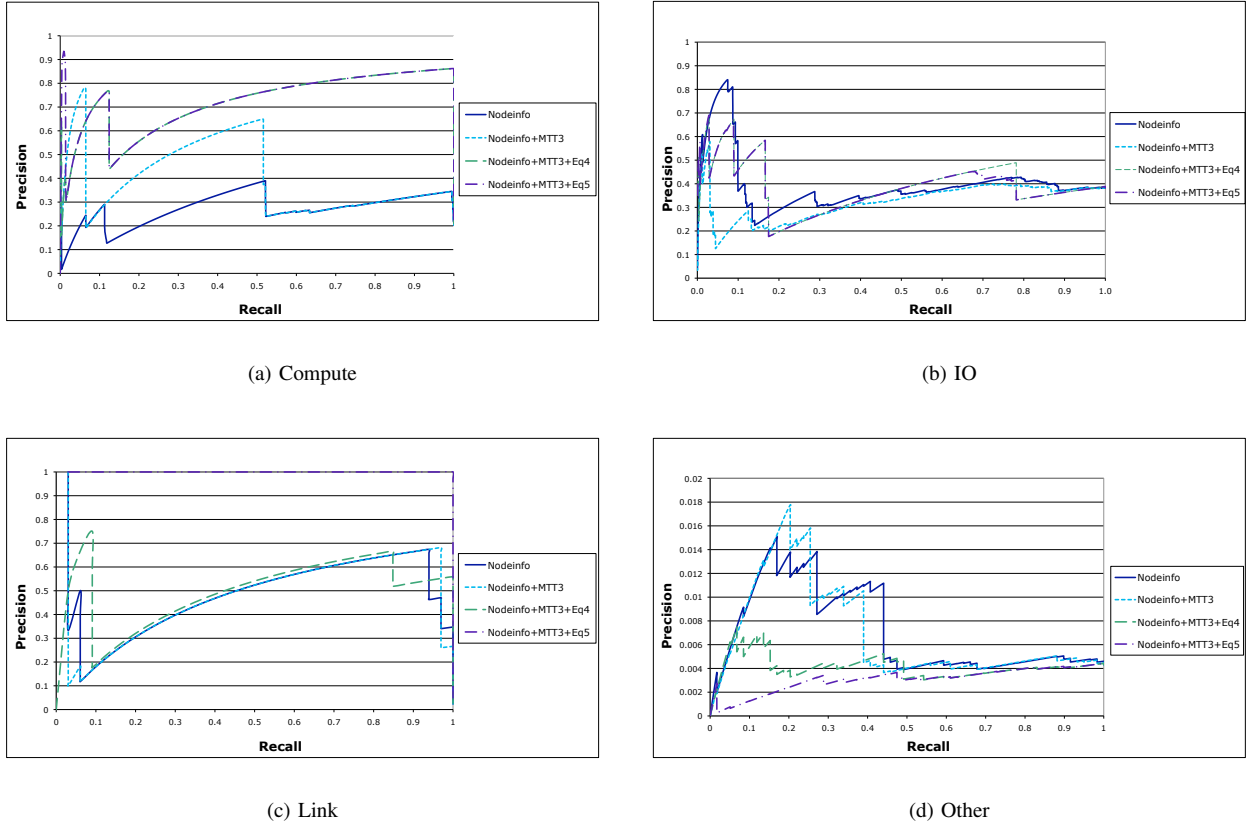 1
0.9
0.8
0.7
0.6
0.5
0.4
0.3
0.2
0.1
0
Precision
0 0.1 0.2 0.3 0.4 0.5 0.6 0.7 0.8 0.9 1
Recall
Nodeinfo
Nodeinfo+MTT3
Nodeinfo+MTT3+Eq4
Nodeinfo+MTT3+Eq5
(a) Compute
1
0.9
0.8
0.7
0.6
0.5
0.4
0.3
0.2
0.1
0
Precision
0.0 0.1 0.2 0.3 0.4 0.5 0.6 0.7 0.8 0.9 1.0
Recall
Nodeinfo
Nodeinfo+MTT3
Nodeinfo+MTT3+Eq4
Nodeinfo+MTT3+Eq5
(b) IO
1
0.9
0.8
0.7
0.6
0.5
0.4
0.3
0.2
0.1
0
Precision
0 0.1 0.2 0.3 0.4 0.5 0.6 0.7 0.8 0.9 1
Recall
Nodeinfo
Nodeinfo+MTT3
Nodeinfo+MTT3+Eq4
Nodeinfo+MTT3+Eq5
(c) Link
0.02
0.018
0.016
0.014
0.012
0.01
0.008
0.006
0.004
0.002
0
Precision
0 0.1 0.2 0.3 0.4 0.5 0.6 0.7 0.8 0.9 1
Recall
Nodeinfo
Nodeinfo+MTT3
Nodeinfo+MTT3+Eq4
Nodeinfo+MTT3+Eq5
(d) Other